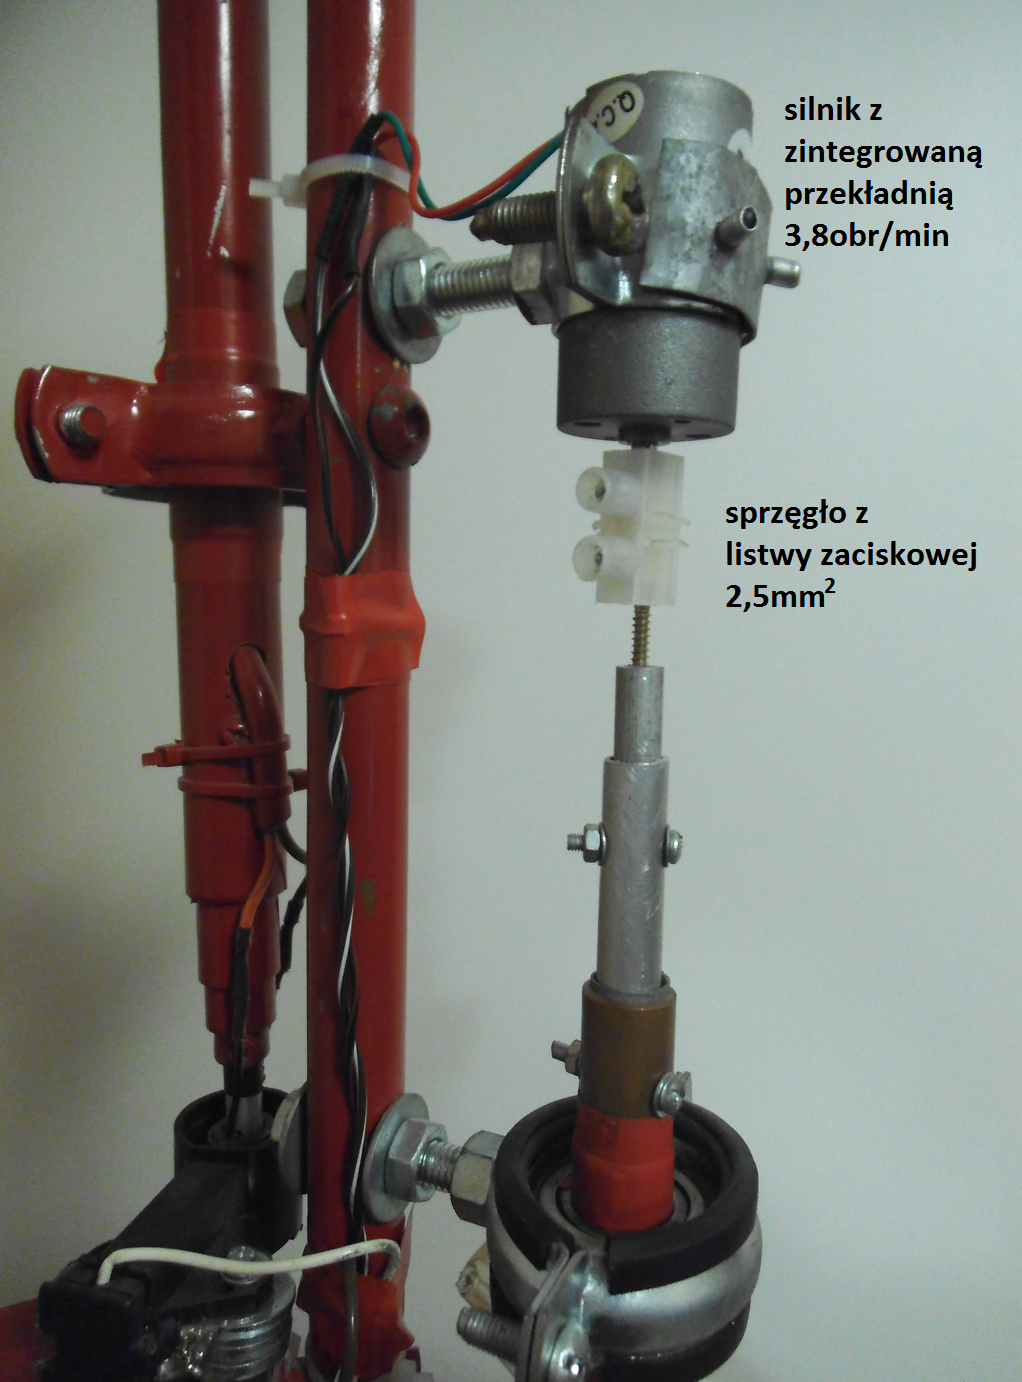 Q.C.
silnik z
zintegrowaną
przekładnią
3,8obr/min
sprzęgło z
listwy zaciskowej
2,5mm²